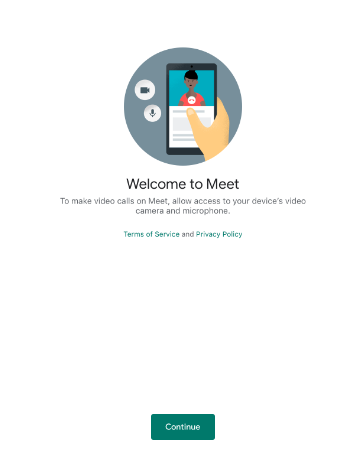 Welcome to Meet
To make video calls on Meet, allow access to your device's video
camera and microphone.
Terms of Service and Privacy Policy
Continue